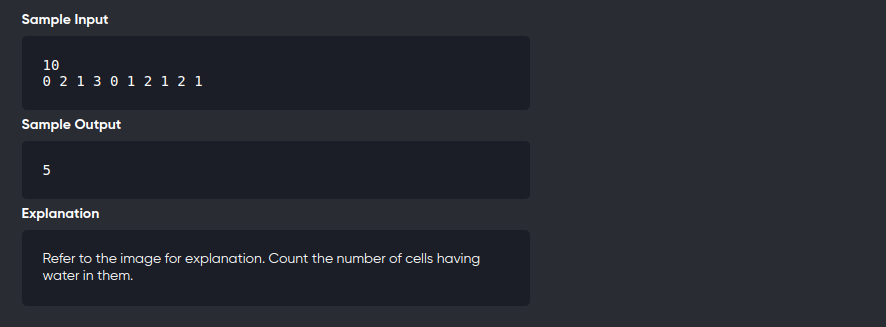 Sample Input
10
0 2 1 3 0 1 2 1 2 1
Sample Output
5
Explanation
Refer to the image for explanation. Count the number of cells having
water in them.